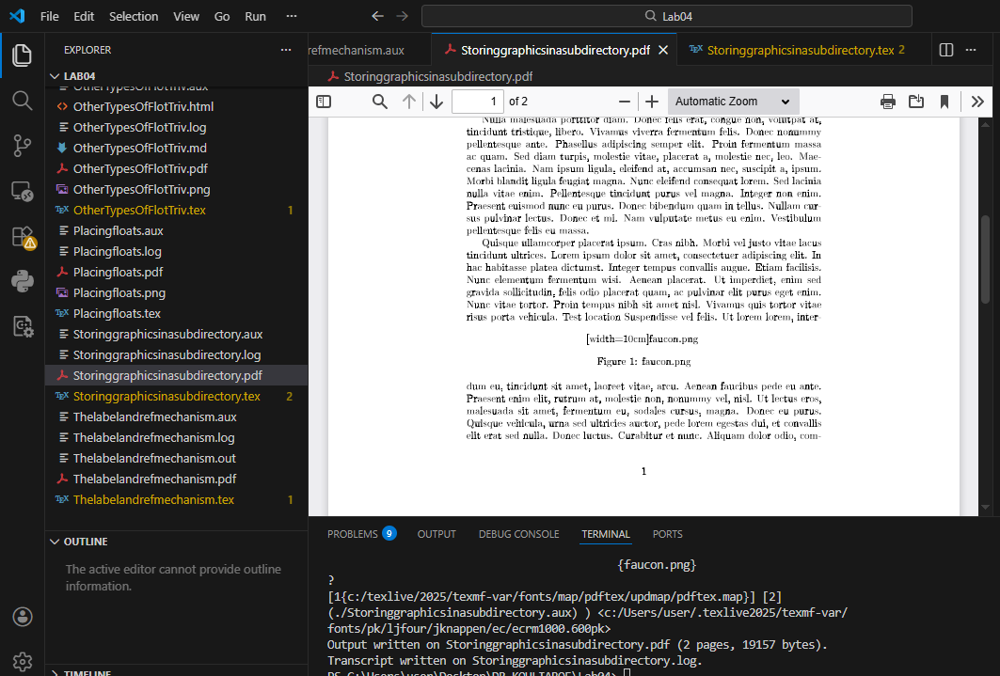 File Edit Selection View Go Run ··· Lab04
EXPLORER ···
LAB04
OtherTypesOfFlotTriv.aux
OtherTypesOfFlotTriv.html
OtherTypesOfFlotTriv.log
OtherTypesOfFlotTriv.md
OtherTypesOfFlotTriv.pdf
OtherTypesOfFlotTriv.png
OtherTypesOfFlotTriv.tex 1
Placingfloats.aux
Placingfloats.log
Placingfloats.pdf
Placingfloats.png
Placingfloats.tex
Storinggraphicsinasubdirectory.aux
Storinggraphicsinasubdirectory.log
Storinggraphicsinasubdirectory.pdf
Storinggraphicsinasubdirectory.tex 2
Thelabelandrefmechanism.aux
Thelabelandrefmechanism.log
Thelabelandrefmechanism.out
Thelabelandrefmechanism.pdf
Thelabelandrefmechanism.tex 1
OUTLINE
The active editor cannot provide outline
information.
TIMELINE
refmechanism.aux Storinggraphicsinasubdirectory.pdf Storinggraphicsinasubdirectory.tex 2 ···
Storinggraphicsinasubdirectory.pdf
1 of 2 Automatic Zoom
Nulla malesuada porttitor diam. Donec felis erat, congue non, volutpat at,
tincidunt tristique, libero. Vivamus viverra fermentum felis. Donec nonummy
pellentesque ante. Phasellus adipiscing semper elit. Proin fermentum massa
ac quam. Sed diam turpis, molestie vitae, placerat a, molestie nec, leo. Mae-
cenas lacinia. Nam ipsum ligula, eleifend at, accumsan nec, suscipit a, ipsum.
Morbi blandit ligula feugiat magna. Nunc eleifend consequat lorem. Sed lacinia
nulla vitae enim. Pellentesque tincidunt purus vel magna. Integer non enim.
Praesent euismod nunc eu purus. Donec bibendum quam in tellus. Nullam cur-
sus pulvinar lectus. Donec et mi. Nam vulputate metus eu enim. Vestibulum
pellentesque felis eu massa.
Quisque ullamcorper placerat ipsum. Cras nibh. Morbi vel justo vitae lacus
tincidunt ultrices. Lorem ipsum dolor sit amet, consectetuer adipiscing elit. In
hac habitasse platea dictumst. Integer tempus convallis augue. Etiam facilisis.
Nunc elementum fermentum wisi. Aenean placerat. Ut imperdiet, enim sed
gravida sollicitudin, felis odio placerat quam, ac pulvinar elit purus eget enim.
Nunc vitae tortor. Proin tempus nibh sit amet nisl. Vivamus quis tortor vitae
risus porta vehicula. Test location Suspendisse vel felis. Ut lorem lorem, inter-
[width=10cm]faucon.png
Figure 1: faucon.png
dum eu, tincidunt sit amet, laoreet vitae, arcu. Aenean faucibus pede eu ante.
Praesent enim elit, rutrum at, molestie non, nonummy vel, nisl. Ut lectus eros,
malesuada sit amet, fermentum eu, sodales cursus, magna. Donec eu purus.
Quisque vehicula, urna sed ultricies auctor, pede lorem egestas dui, et convallis
elit erat sed nulla. Donec luctus. Curabitur et nunc. Aliquam dolor odio, com-
1
PROBLEMS 9 OUTPUT DEBUG CONSOLE TERMINAL PORTS
{faucon.png}
?
[1{c:/texlive/2025/texmf-var/fonts/map/pdftex/updmap/pdftex.map}] [2]
(./Storinggraphicsinasubdirectory.aux) ) <c:/Users/user/.texlive2025/texmf-var/
fonts/pk/ljfour/jknappen/ec/ecrm1000.600pk>
Output written on Storinggraphicsinasubdirectory.pdf (2 pages, 19157 bytes).
Transcript written on Storinggraphicsinasubdirectory.log.
PS C:\Users\user\Desktop\